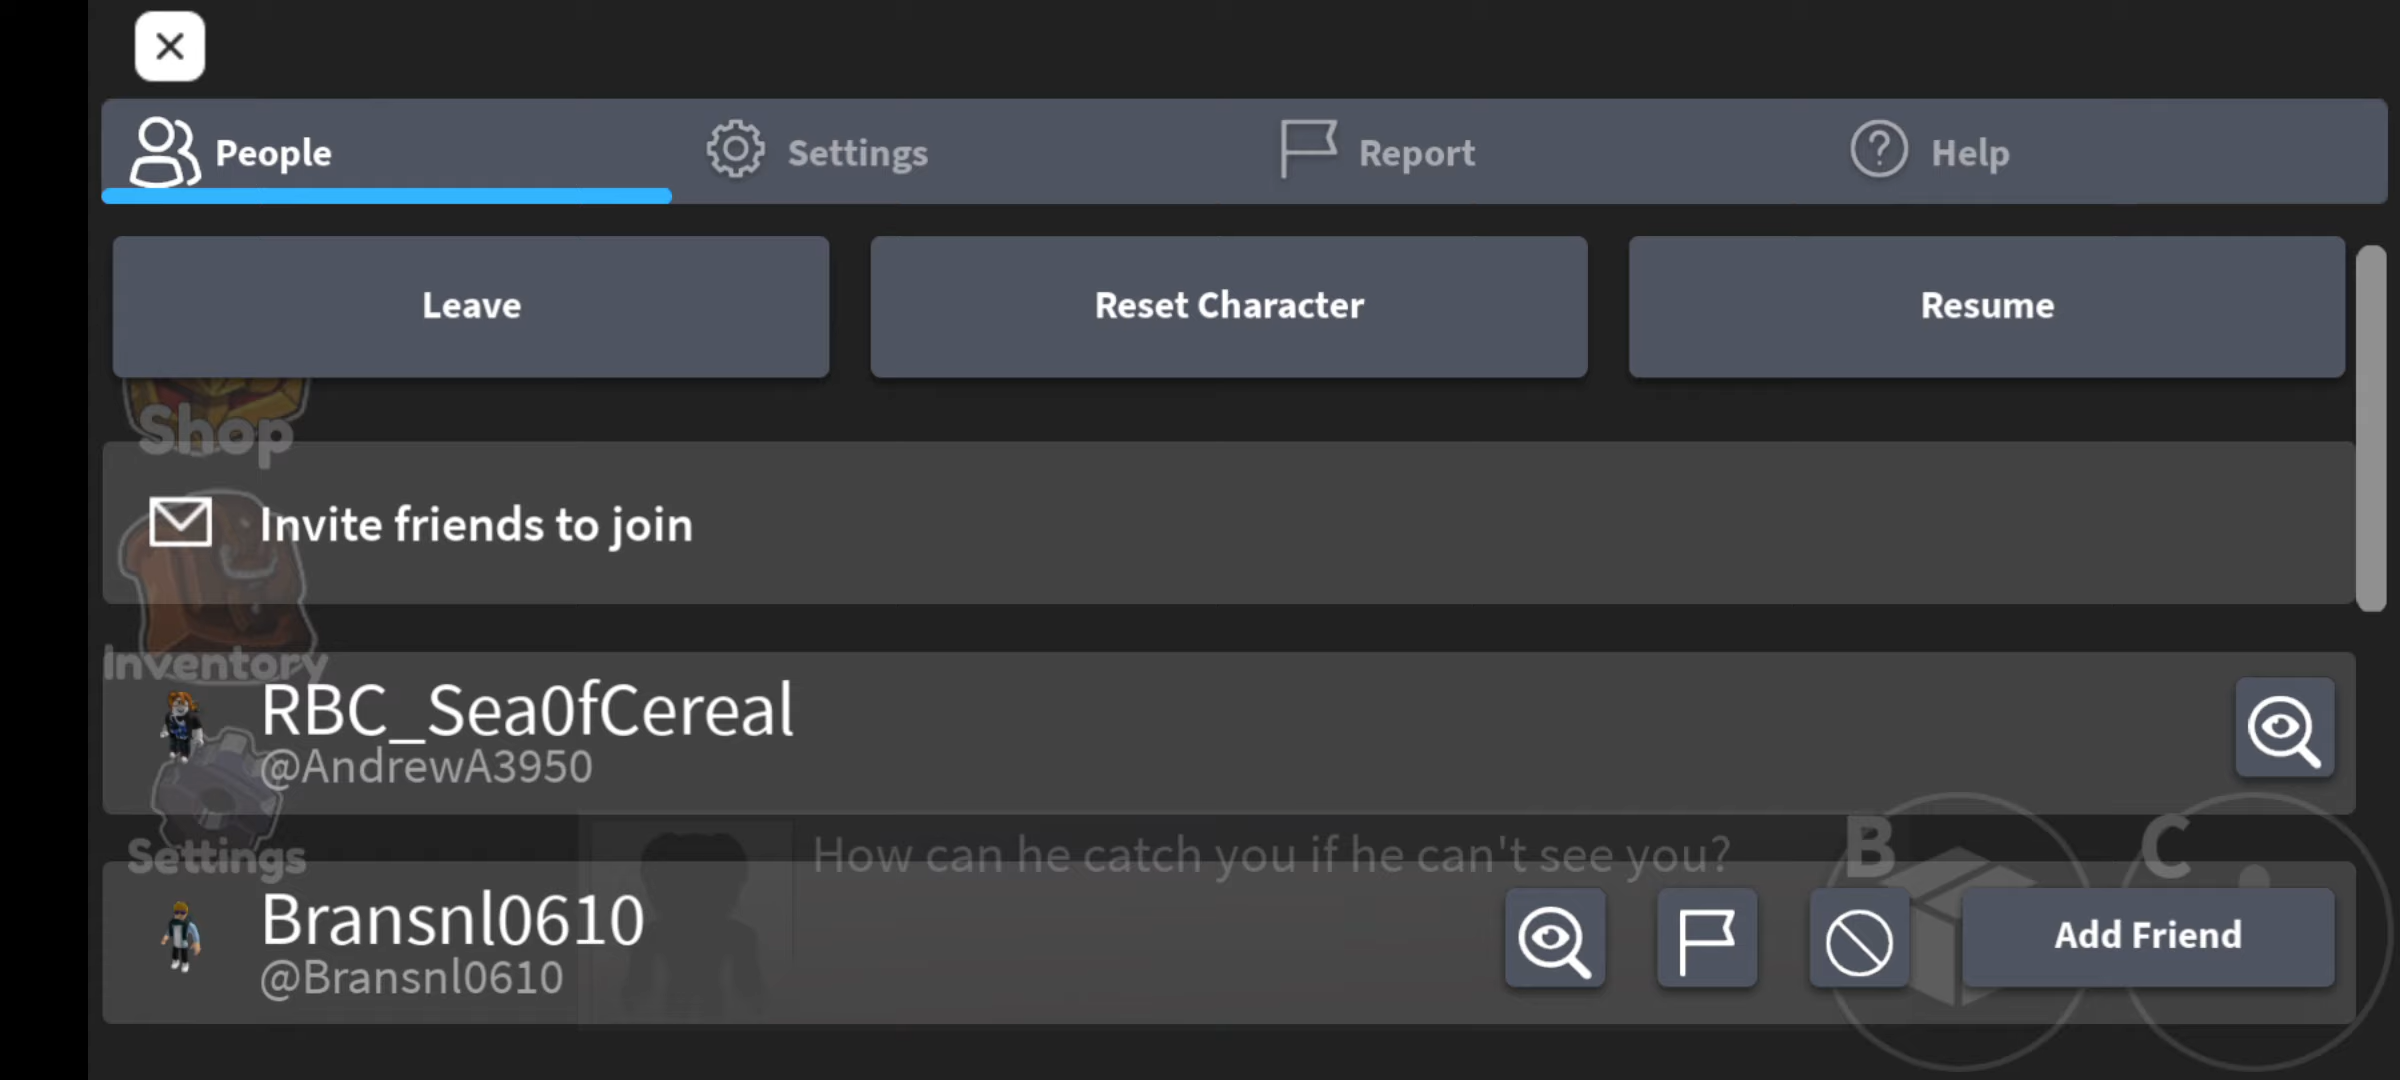 People
Settings
Report
Help
Leave
Reset Character
Resume
Shop
Invite friends to join
Inventory
RBC_Sea0fCereal
@AndrewA3950
Settings
How can he catch you if he can't see you?
B
C
Bransnl0610
@Bransnl0610
Add Friend